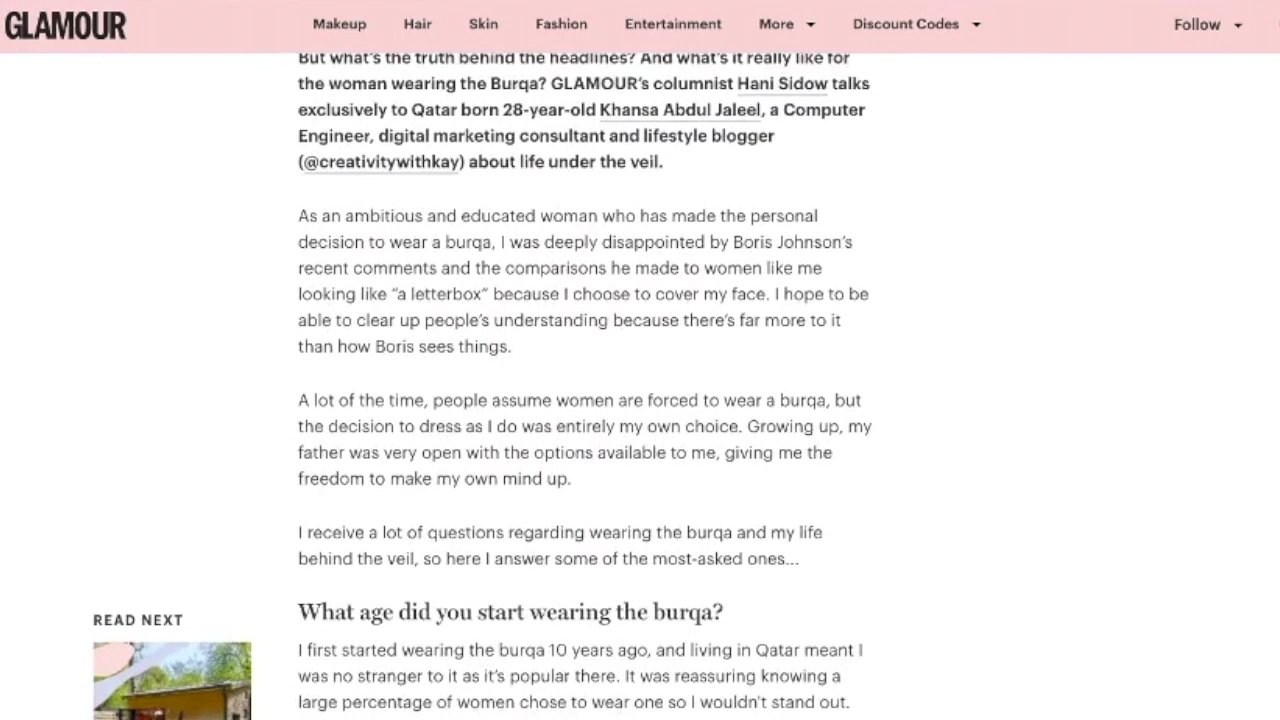 GLAMOUR
Makeup Hair Skin Fashion Entertainment More Discount Codes Follow
But what's the truth behind the headlines? And what's it really like for
the woman wearing the Burqa? GLAMOUR's columnist Hani Sidow talks
exclusively to Qatar born 28-year-old Khansa Abdul Jaleel, a Computer
Engineer, digital marketing consultant and lifestyle blogger
(@creativitywithkay) about life under the veil.
As an ambitious and educated woman who has made the personal
decision to wear a burqa, I was deeply disappointed by Boris Johnson's
recent comments and the comparisons he made to women like me
looking like “a letterbox” because I choose to cover my face. I hope to be
able to clear up people's understanding because there's far more to it
than how Boris sees things.
A lot of the time, people assume women are forced to wear a burqa, but
the decision to dress as I do was entirely my own choice. Growing up, my
father was very open with the options available to me, giving me the
freedom to make my own mind up.
I receive a lot of questions regarding wearing the burqa and my life
behind the veil, so here I answer some of the most-asked ones...
What age did you start wearing the burqa?
I first started wearing the burqa 10 years ago, and living in Qatar meant I
was no stranger to it as it's popular there. It was reassuring knowing a
large percentage of women chose to wear one so I wouldn't stand out.
READ NEXT